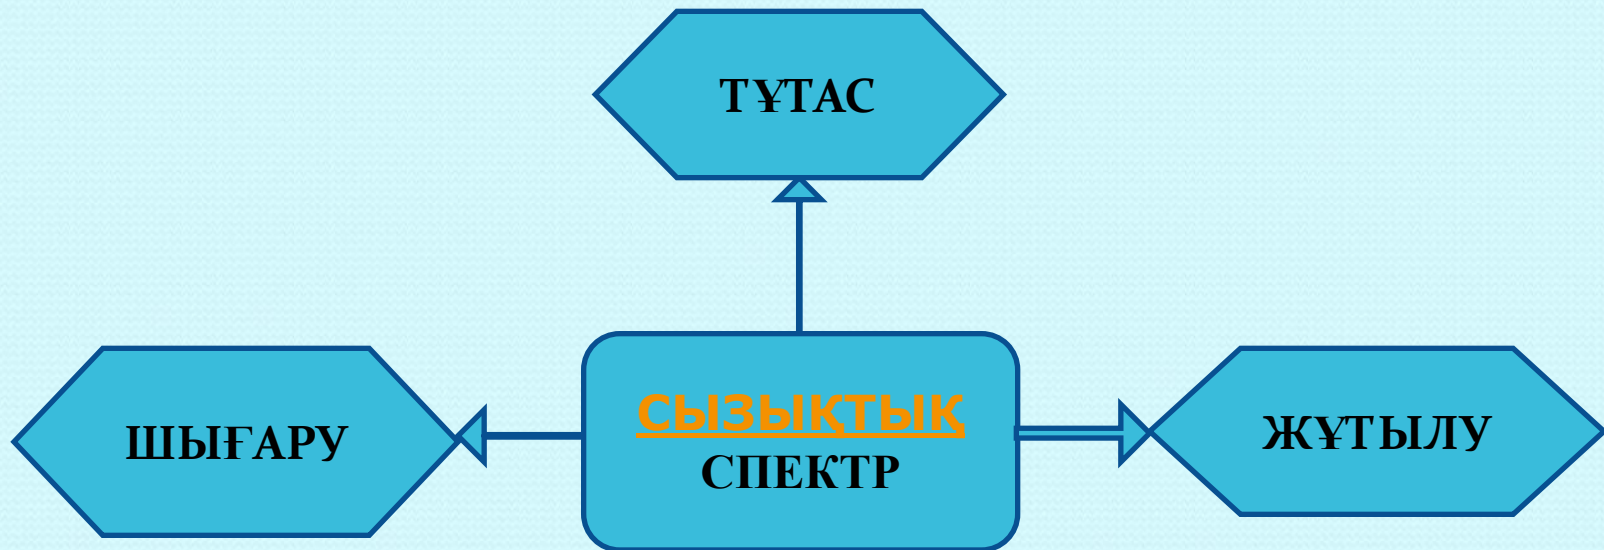 ТҰТАС
ШЫҒАРУ
СЫЗЫҚТЫҚ
СПЕКТР
ЖҰТЫЛУ